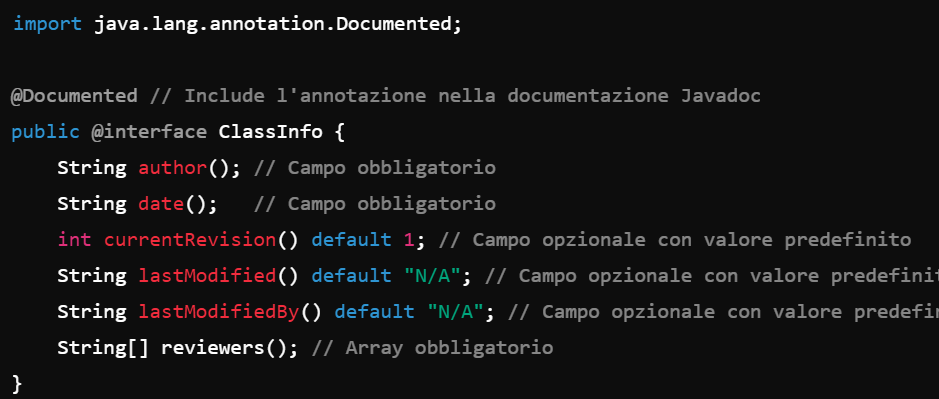 import java.lang.annotation.Documented;
@Documented // Include l'annotazione nella documentazione Javadoc
public @interface ClassInfo {
String author(); // Campo obbligatorio
String date();   // Campo obbligatorio
int currentRevision() default 1; // Campo opzionale con valore predefinito
String lastModified() default "N/A"; // Campo opzionale con valore
String lastModifiedBy() default "N/A"; // Campo opzionale con valore
String[] reviewers(); // Array obbligatorio
}